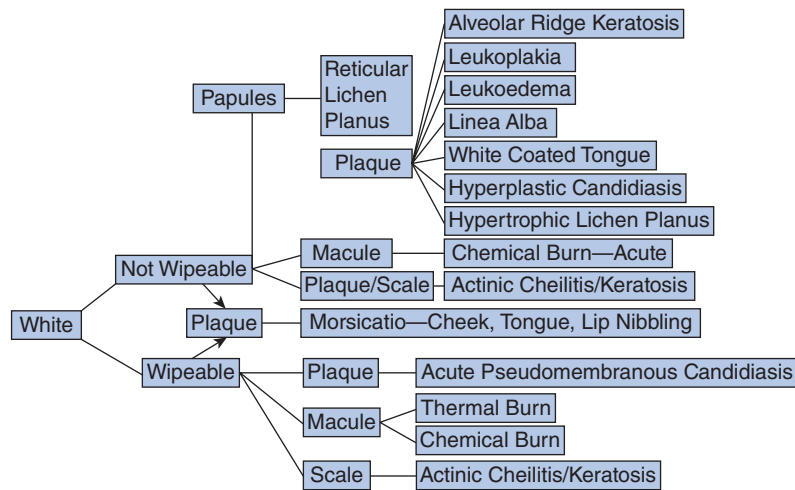 Alveolar Ridge Keratosis
Leukoplakia
Reticular
Lichen
Planus
Papules
Leukoedema
Linea Alba
Plaque
White Coated Tongue
Hyperplastic Candidiasis
Hypertrophic Lichen Planus
Not Wipeable
Macule
Chemical Burn—Acute
Plaque/Scale
Actinic Cheilitis/Keratosis
White
Plaque
Morsicatio—Cheek, Tongue, Lip Nibbling
Wipeable
Plaque
Acute Pseudomembranous Candidiasis
Macule
Thermal Burn
Chemical Burn
Scale
Actinic Cheilitis/Keratosis